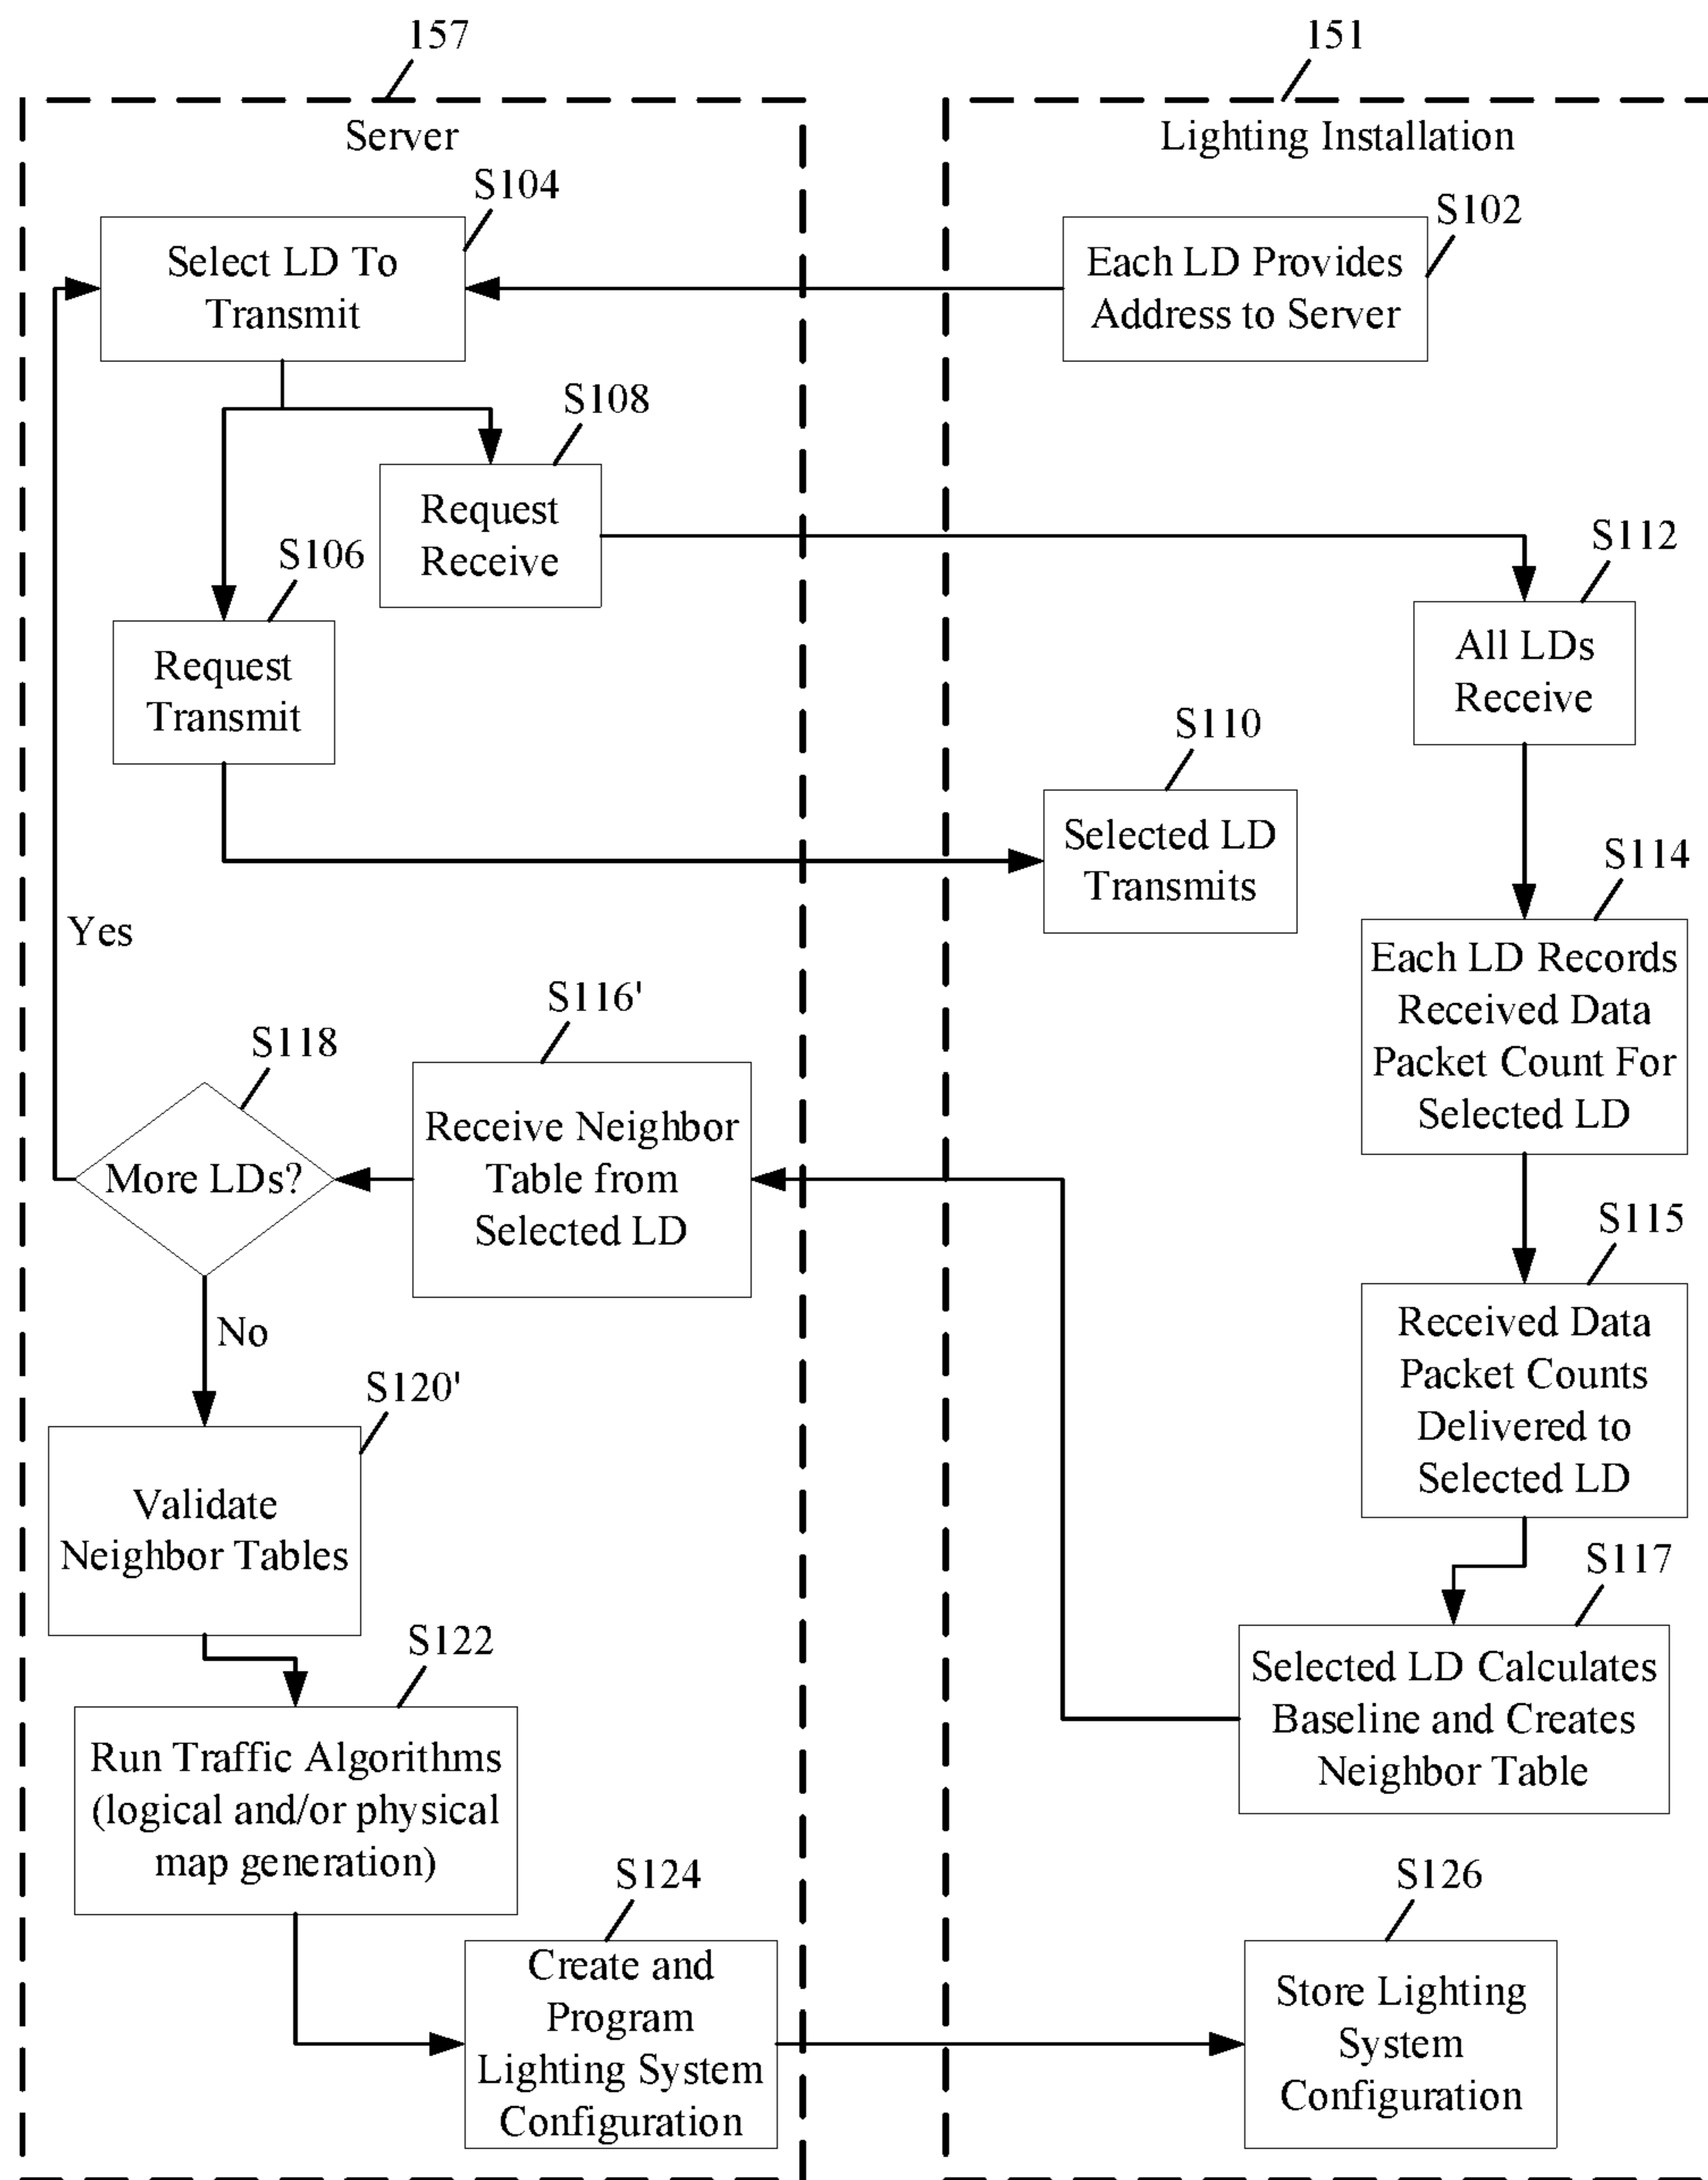 157
151
Server
Lighting Installation
S104
S102
Select LD To
Transmit
Each LD Provides
Address to Server
S108
Request
Receive
S112
S106
All LDs
Receive
Request
Transmit
S110
Selected LD
Transmits
S114
Each LD Records
Received Data
Packet Count For
Selected LD
Yes
S116'
S118
Receive Neighbor
Table from
Selected LD
More LDs?
S115
Received Data
Packet Counts
Delivered to
Selected LD
No
S120'
Validate
Neighbor Tables
S117
Selected LD Calculates
Baseline and Creates
Neighbor Table
S122
Run Traffic Algorithms
(logical and/or physical
map generation)
S124
S126
Create and
Program
Lighting System
Configuration
Store Lighting
System
Configuration